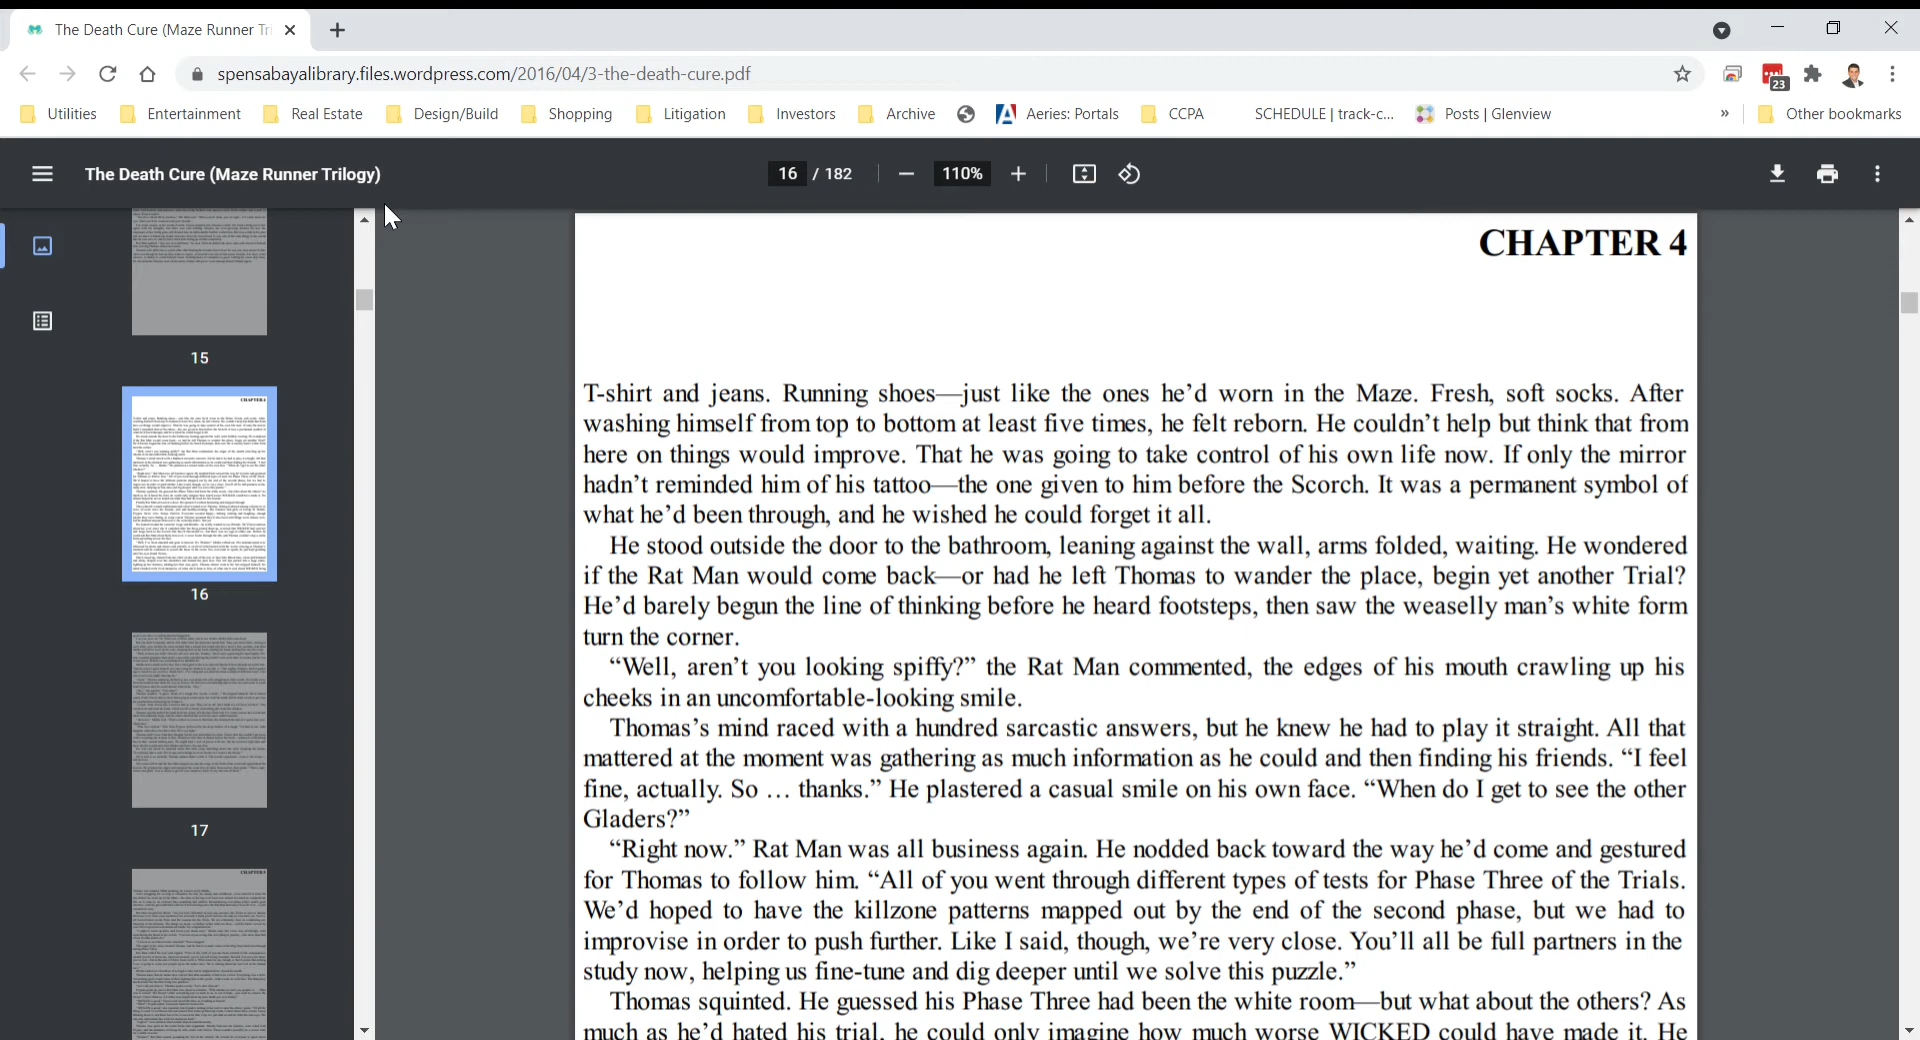 The Death Cure (Maze Runner Tri
spensabayalibrary.files.wordpress.com/2016/04/3-the-death-cure.pdf
23
Utilities Entertainment Real Estate Design/Build Shopping Litigation Investors Archive Aeries: Portals CCPA SCHEDULE | track-c... Posts | Glenview » Other bookmarks
The Death Cure (Maze Runner Trilogy) 16 / 182 110%
15
16
17
CHAPTER 4
T-shirt and jeans. Running shoes—just like the ones he’d worn in the Maze. Fresh, soft socks. After
washing himself from top to bottom at least five times, he felt reborn. He couldn’t help but think that from
here on things would improve. That he was going to take control of his own life now. If only the mirror
hadn’t reminded him of his tattoo—the one given to him before the Scorch. It was a permanent symbol of
what he’d been through, and he wished he could forget it all.
He stood outside the door to the bathroom, leaning against the wall, arms folded, waiting. He wondered
if the Rat Man would come back—or had he left Thomas to wander the place, begin yet another Trial?
He’d barely begun the line of thinking before he heard footsteps, then saw the weaselly man’s white form
turn the corner.
“Well, aren’t you looking spiffy?” the Rat Man commented, the edges of his mouth crawling up his
cheeks in an uncomfortable-looking smile.
Thomas’s mind raced with a hundred sarcastic answers, but he knew he had to play it straight. All that
mattered at the moment was gathering as much information as he could and then finding his friends. “I feel
fine, actually. So … thanks.” He plastered a casual smile on his own face. “When do I get to see the other
Gladers?”
“Right now.” Rat Man was all business again. He nodded back toward the way he’d come and gestured
for Thomas to follow him. “All of you went through different types of tests for Phase Three of the Trials.
We’d hoped to have the killzone patterns mapped out by the end of the second phase, but we had to
improvise in order to push further. Like I said, though, we’re very close. You’ll all be full partners in the
study now, helping us fine-tune and dig deeper until we solve this puzzle.”
Thomas squinted. He guessed his Phase Three had been the white room—but what about the others? As
much as he’d hated his trial, he could only imagine how much worse WICKED could have made it. He